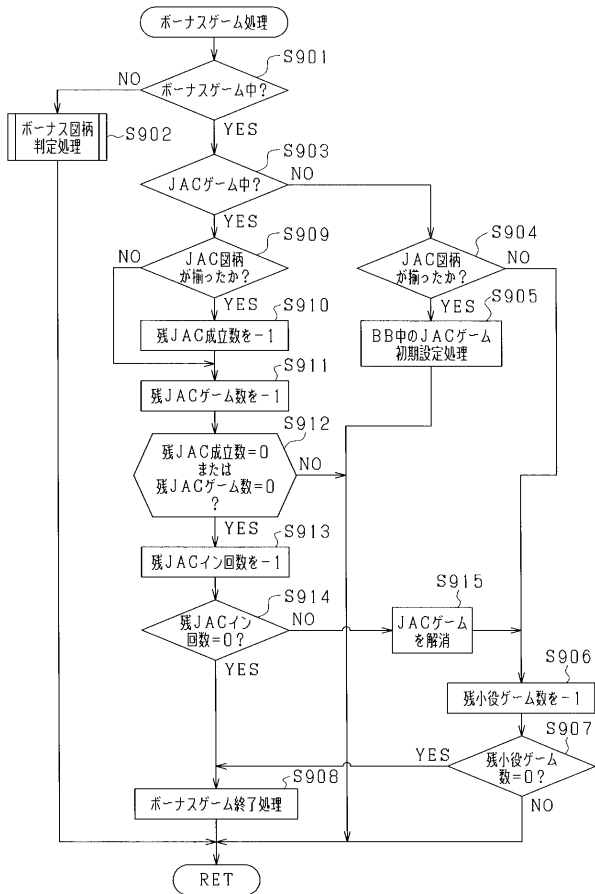 ボーナスゲーム処理
S901
ボーナスゲーム中?
NO
YES
S902
ボーナス図柄
判定処理
S903
JACゲーム中?
NO
YES
S909
JAC図柄
が揃ったか?
NO
YES
S904
JAC図柄
が揃ったか?
NO
YES
S910
残JAC成立数を-1
S905
BB中のJACゲーム
初期設定処理
S911
残JACゲーム数を-1
S912
残JAC成立数=0
または
残JACゲーム数=0
?
NO
YES
S913
残JACイン回数を-1
S914
残JACイン
回数=0?
NO
YES
S915
JACゲーム
を解消
S906
残小役ゲーム数を-1
S907
残小役ゲーム
数=0?
YES
NO
S908
ボーナスゲーム終了処理
RET